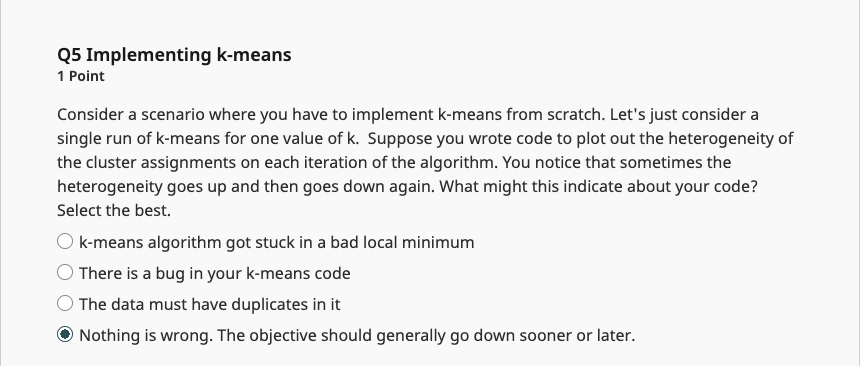 Q5 Implementing k-means
1 Point
Consider a scenario where you have to implement k-means from scratch. Let's just consider a
single run of k-means for one value of k.  Suppose you wrote code to plot out the heterogeneity of
the cluster assignments on each iteration of the algorithm. You notice that sometimes the
heterogeneity goes up and then goes down again. What might this indicate about your code?
Select the best.
k-means algorithm got stuck in a bad local minimum
There is a bug in your k-means code
The data must have duplicates in it
Nothing is wrong. The objective should generally go down sooner or later.